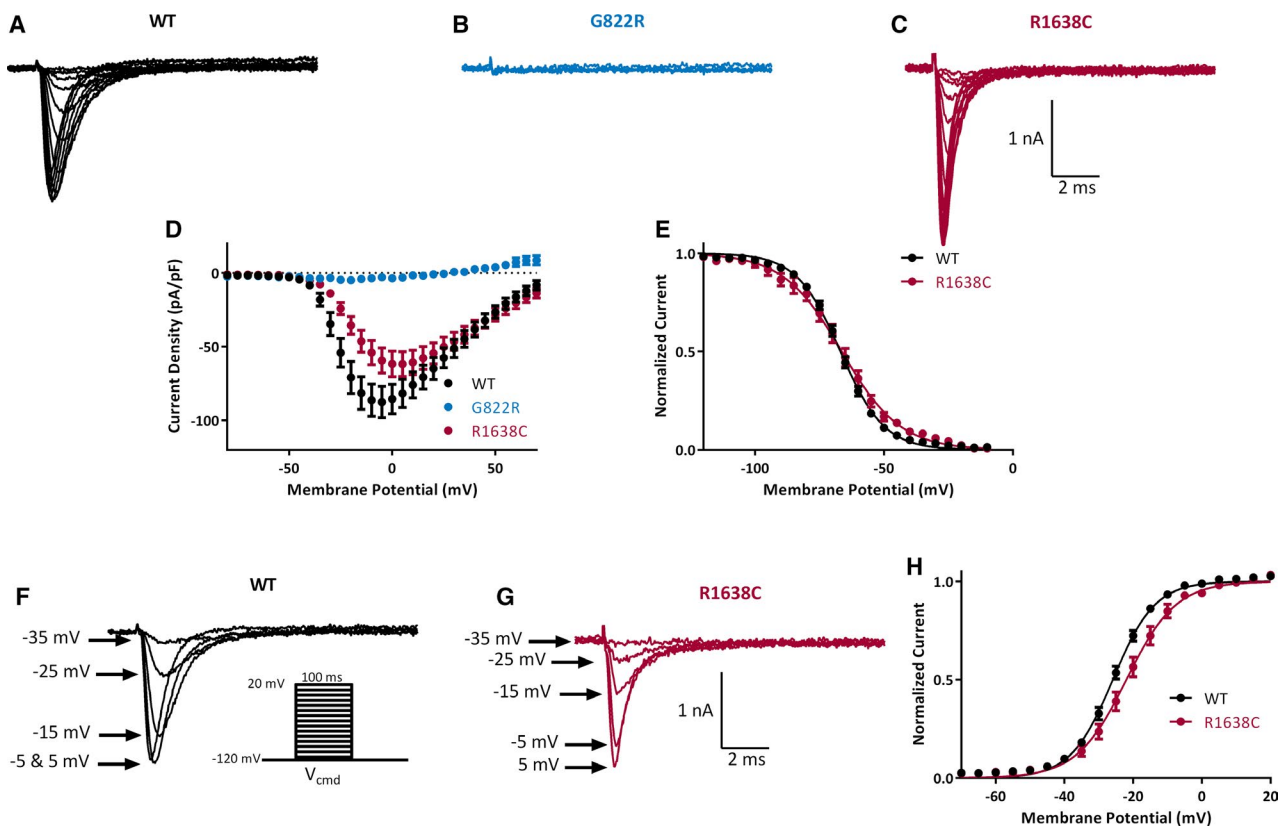 A
WT
B
G822R
C
R1638C
1 nA
2 ms
D
Current Density (pA/pF)
0
-50
-100
-50
0
50
Membrane Potential (mV)
WT
G822R
R1638C
E
Normalized Current
1.0
0.5
0.0
-100
-50
0
Membrane Potential (mV)
WT
R1638C
F
WT
-35 mV
-25 mV
-15 mV
-5 & 5 mV
20 mV
100 ms
-120 mV
Vcmd
G
R1638C
-35 mV
-25 mV
-15 mV
-5 mV
5 mV
1 nA
2 ms
H
Normalized Current
1.0
0.5
0.0
-60
-40
-20
0
20
Membrane Potential (mV)
WT
R1638C